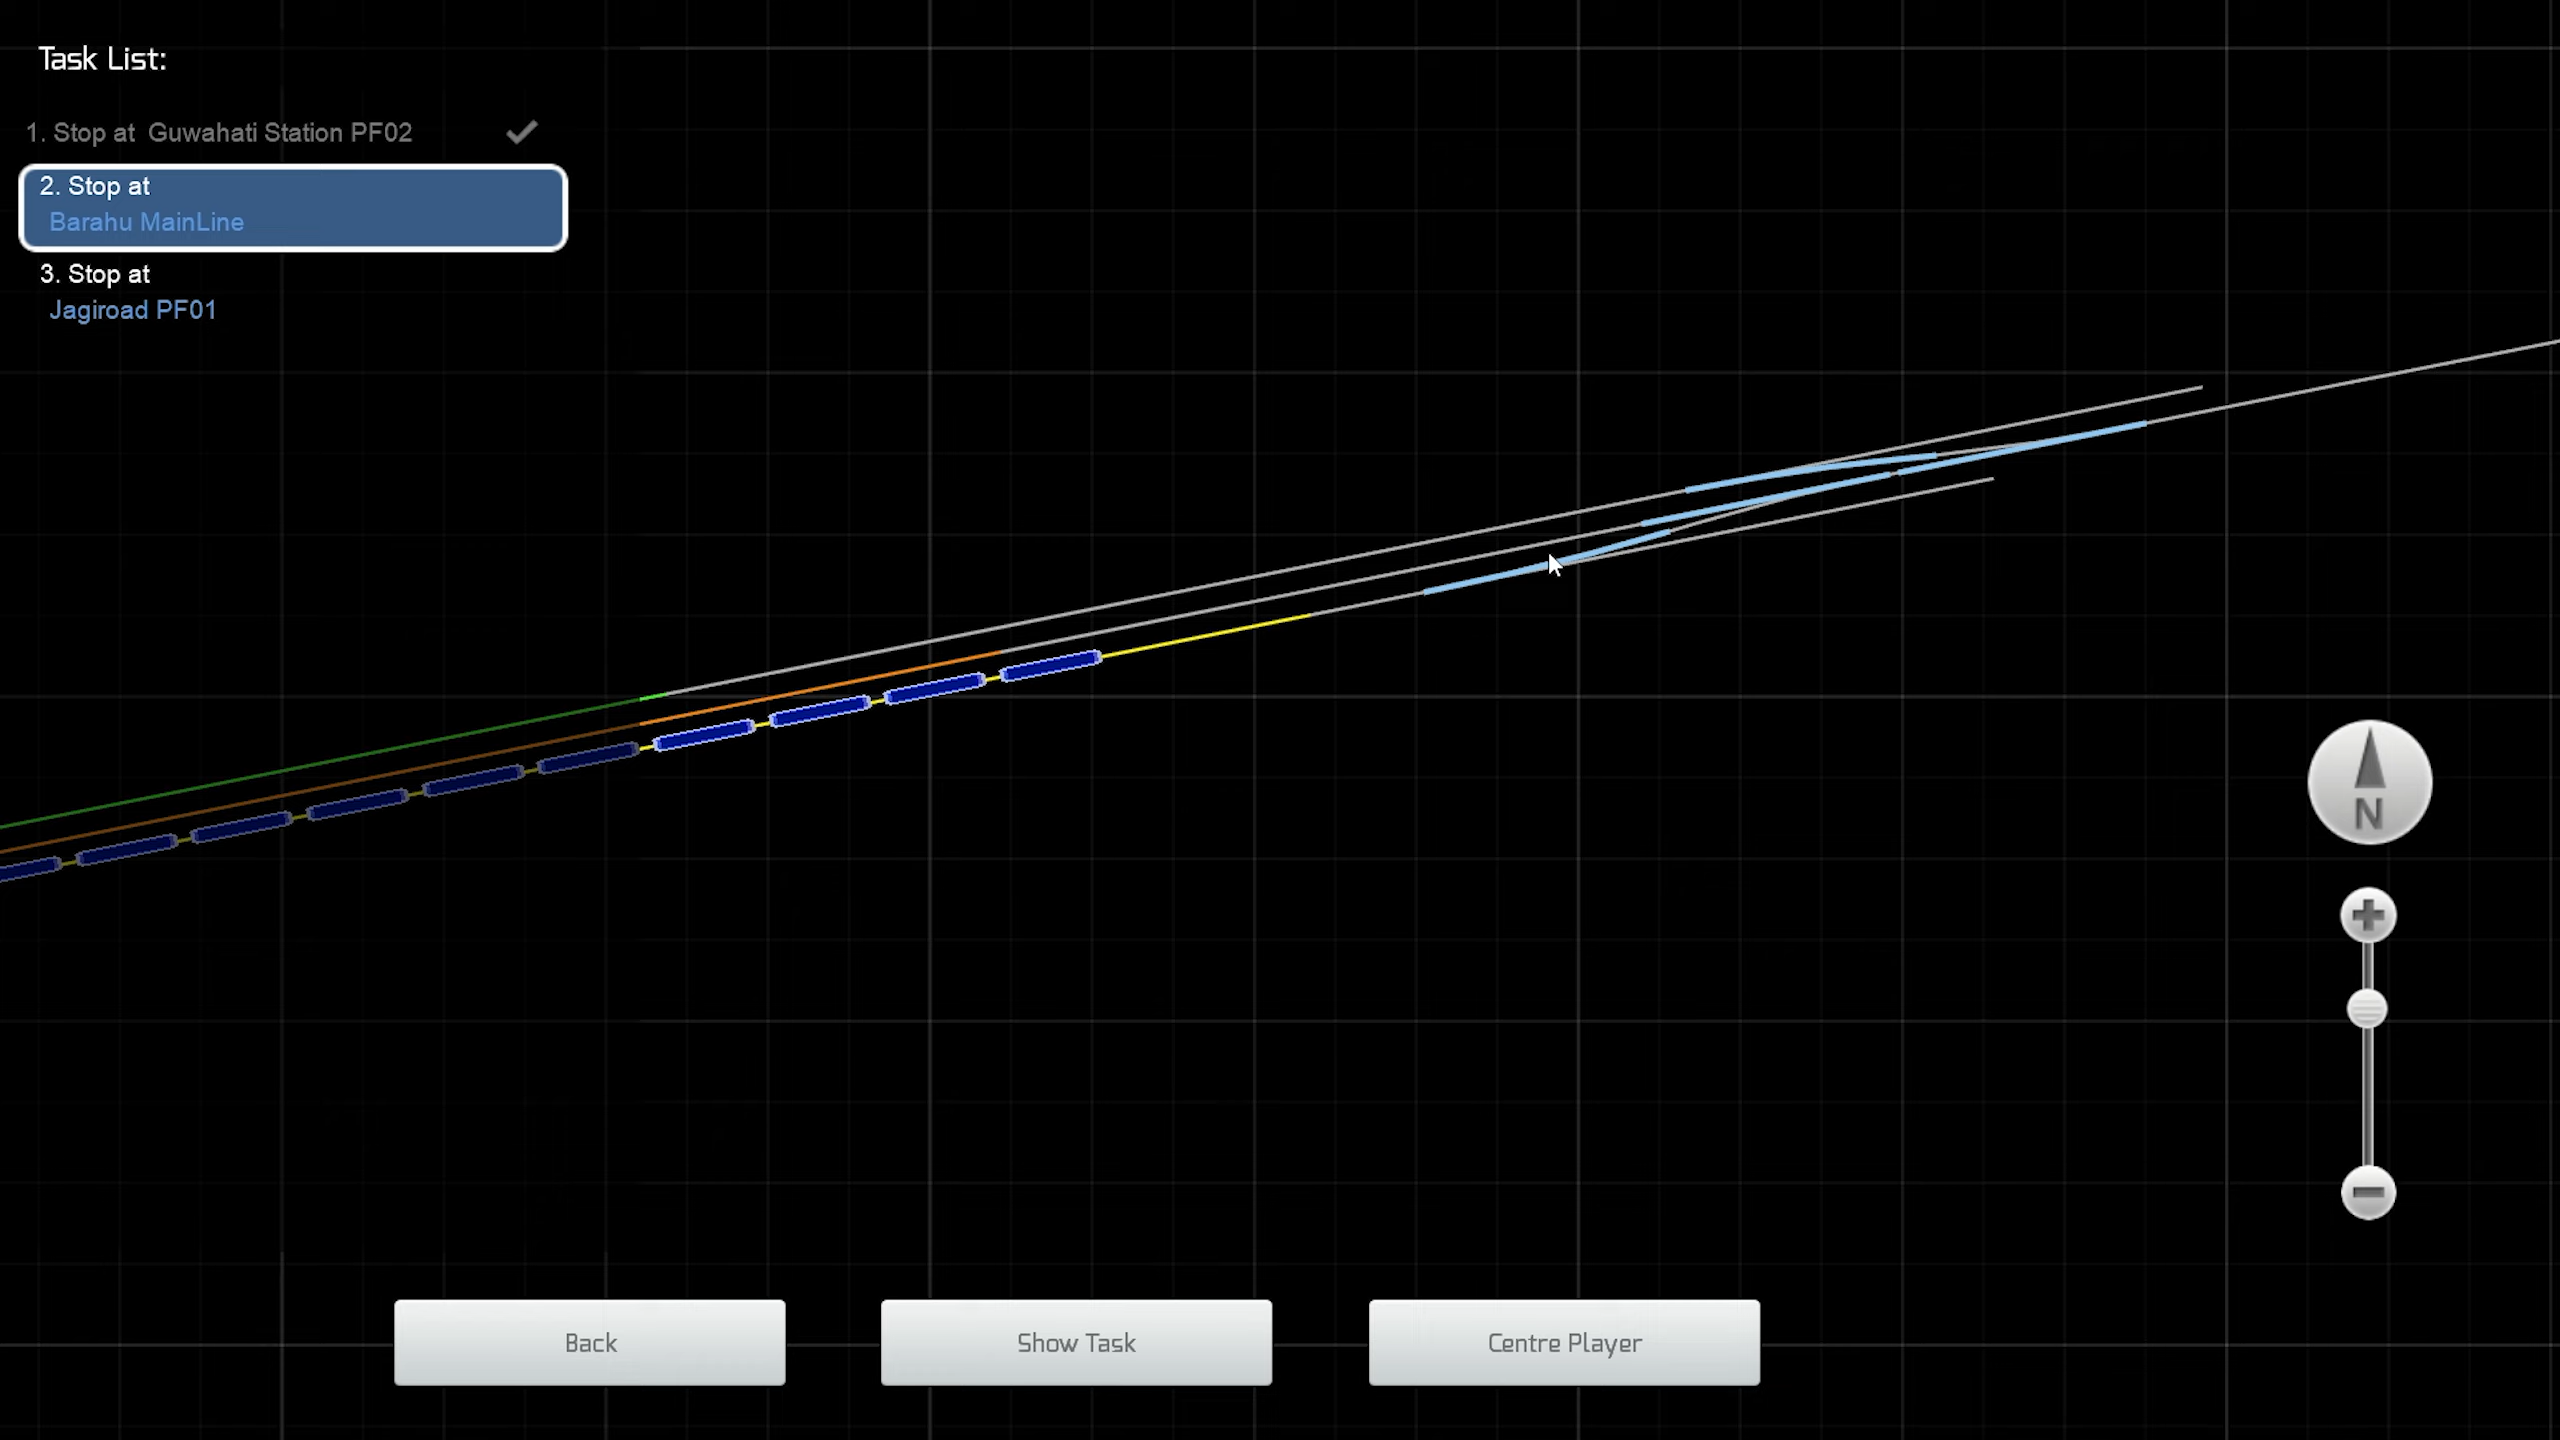 Task List:
1. Stop at  Guwahati Station PF02
2. Stop at
Barahu MainLine
3. Stop at
Jagiroad PF01
N
Back
Show Task
Centre Player